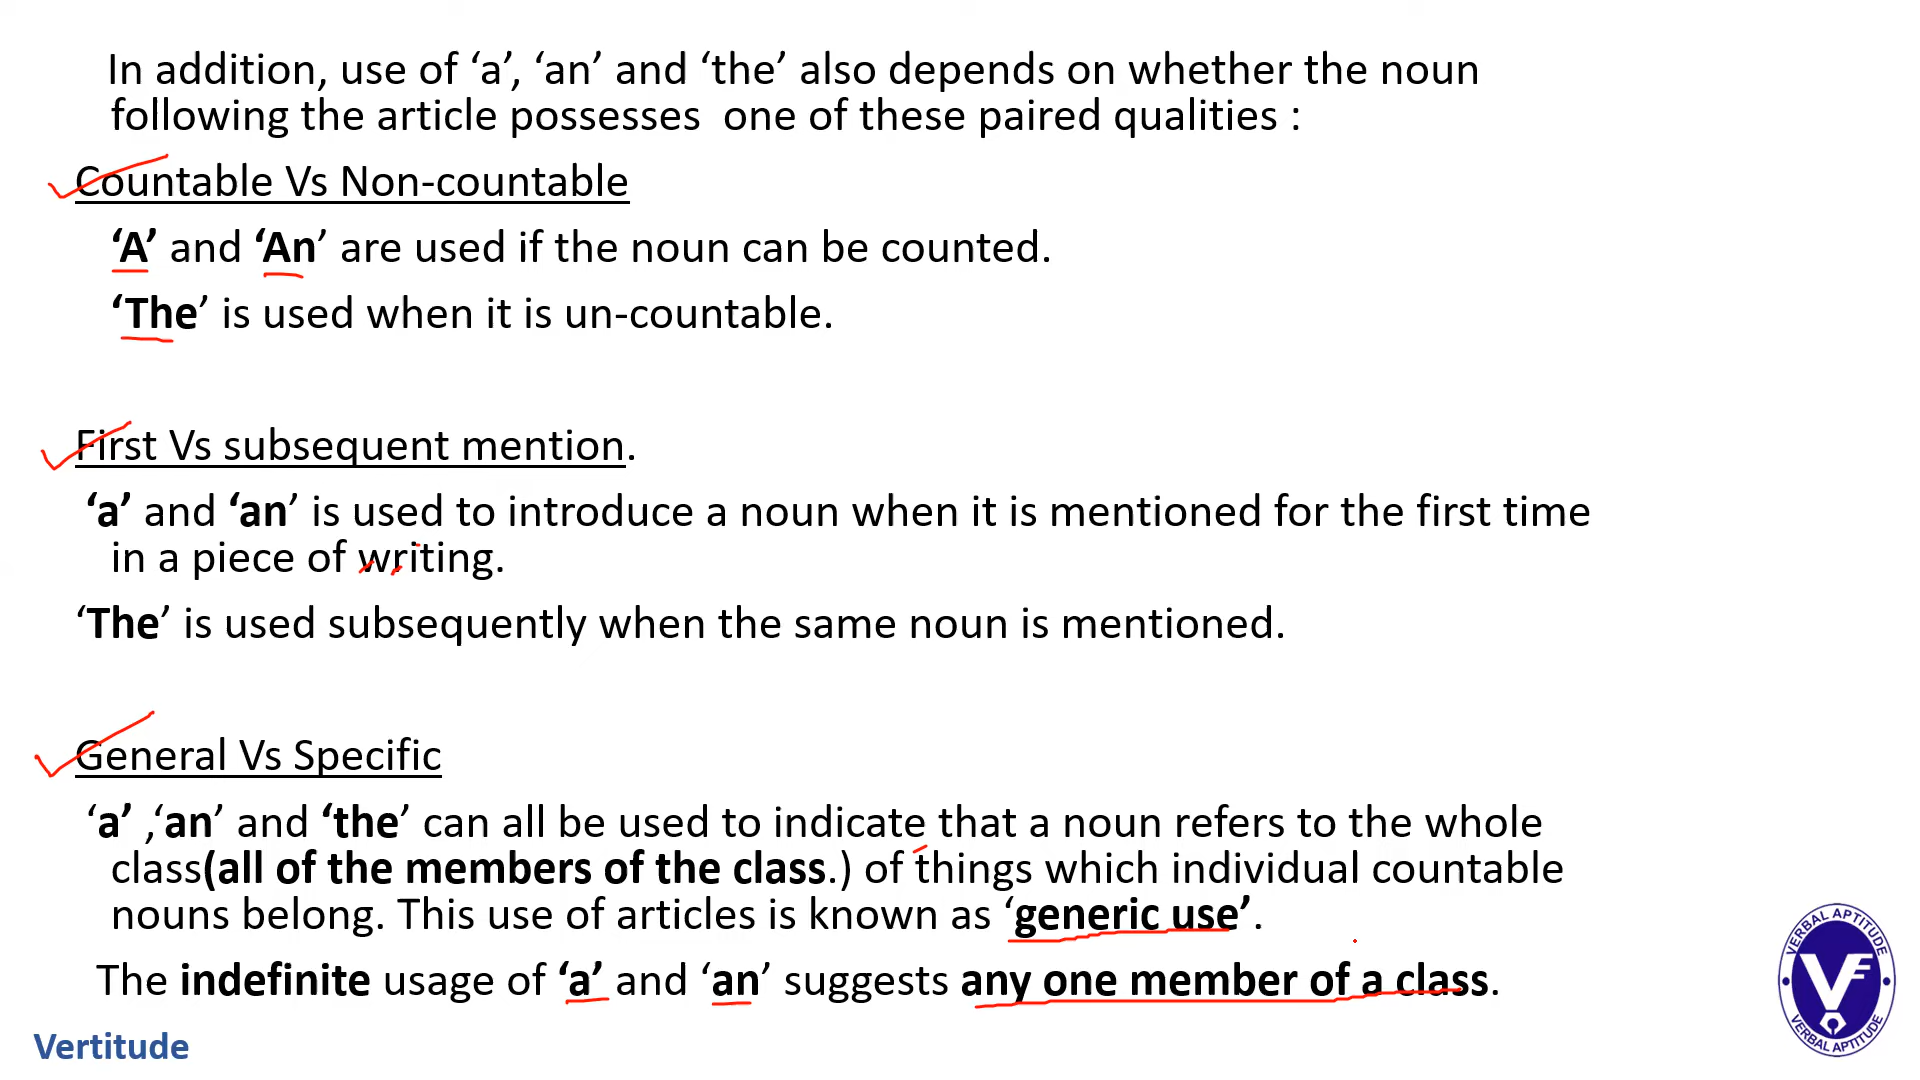 In addition, use of ‘a’, ‘an’ and ‘the’ also depends on whether the noun
following the article possesses one of these paired qualities :
Countable Vs Non-countable
‘A’ and ‘An’ are used if the noun can be counted.
‘The’ is used when it is un-countable.
First Vs subsequent mention.
‘a’ and ‘an’ is used to introduce a noun when it is mentioned for the first time
in a piece of writing.
‘The’ is used subsequently when the same noun is mentioned.
General Vs Specific
‘a’ ,‘an’ and ‘the’ can all be used to indicate that a noun refers to the whole
class(all of the members of the class.) of things which individual countable
nouns belong. This use of articles is known as ‘generic use’.
The indefinite usage of ‘a’ and ‘an’ suggests any one member of a class.
Vertitude
VERBAL APTITUDE
VERBAL APTITUDE